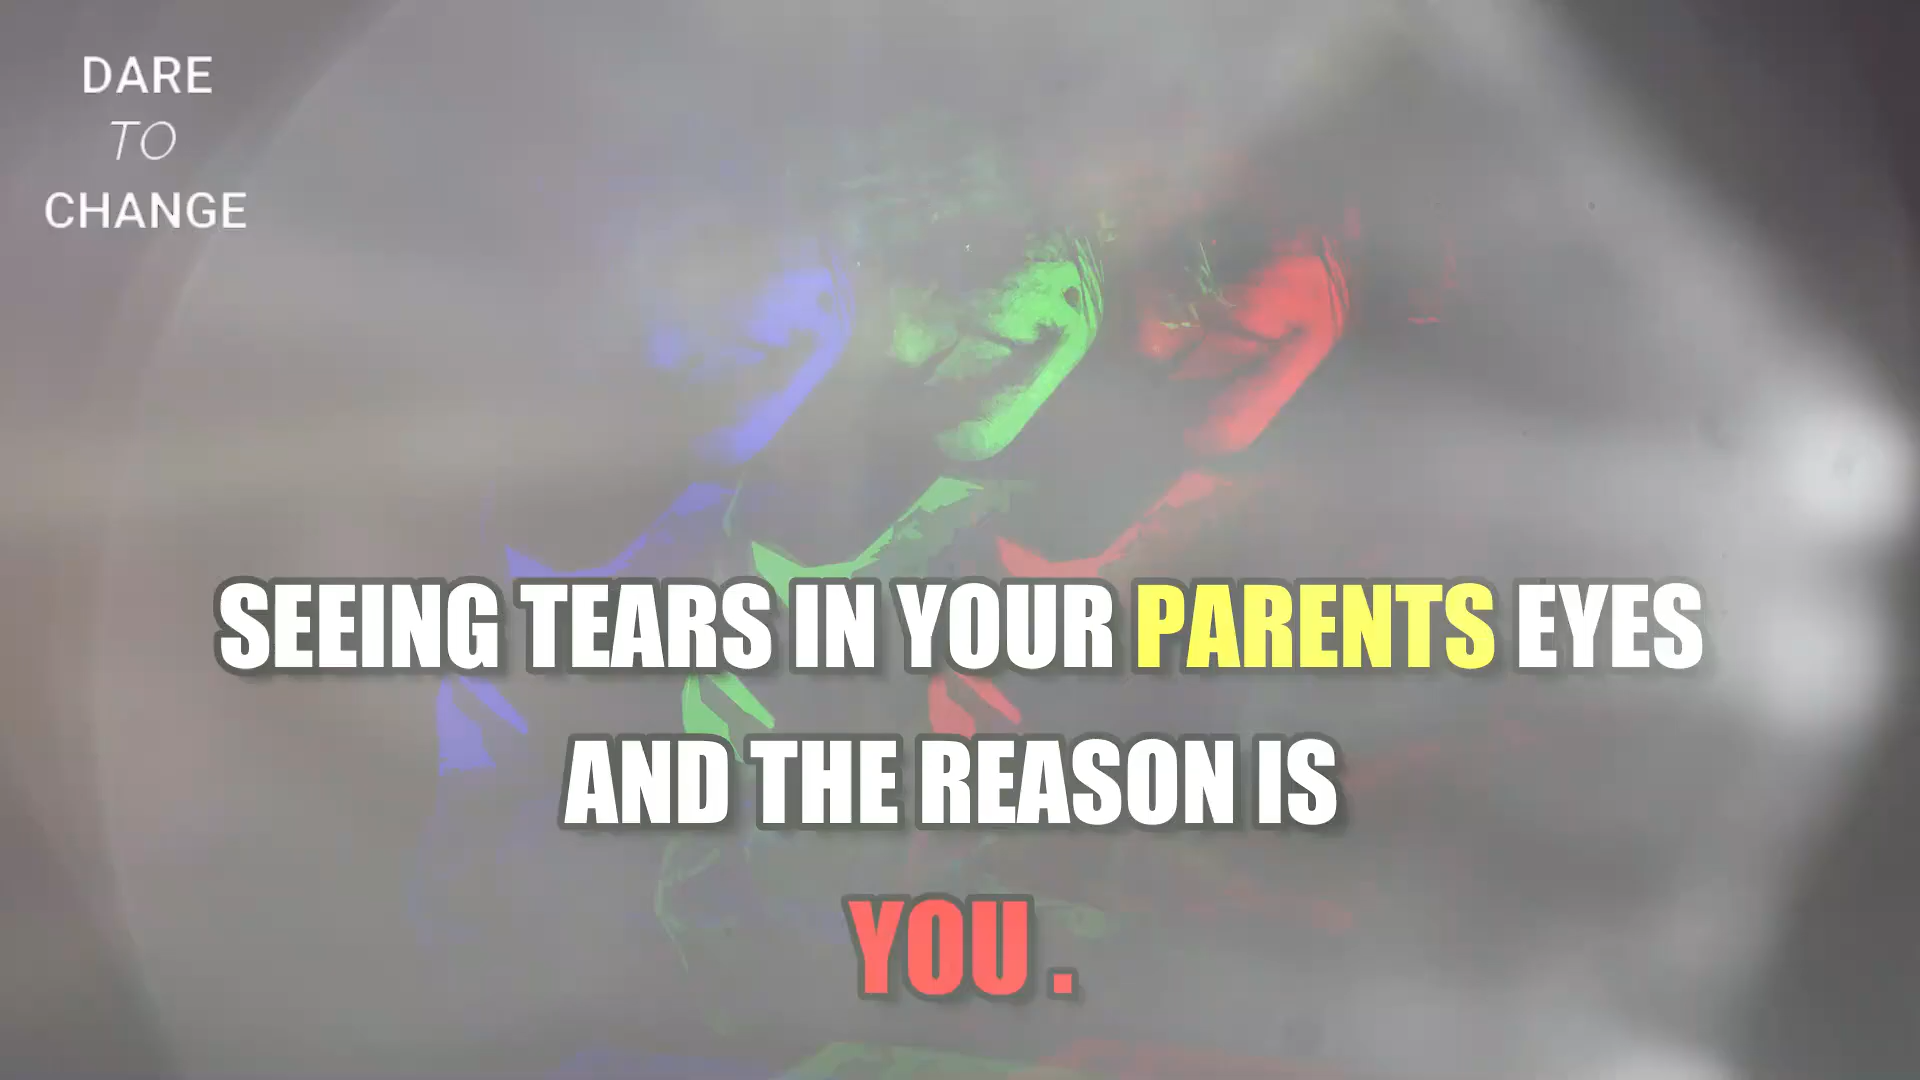 DARE
TO
CHANGE
SEEING TEARS IN YOUR PARENTS EYES
AND THE REASON IS
YOU .